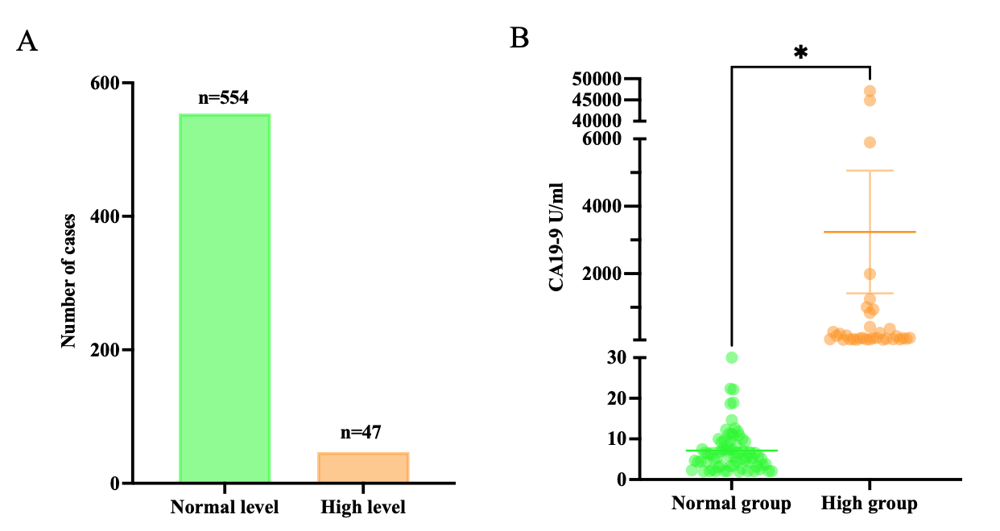 A
600
400
200
0
Number of cases
n=554
n=47
Normal level
High level
B
*
50000
45000
40000
6000
4000
2000
30
20
10
0
CA19-9 U/ml
Normal group
High group